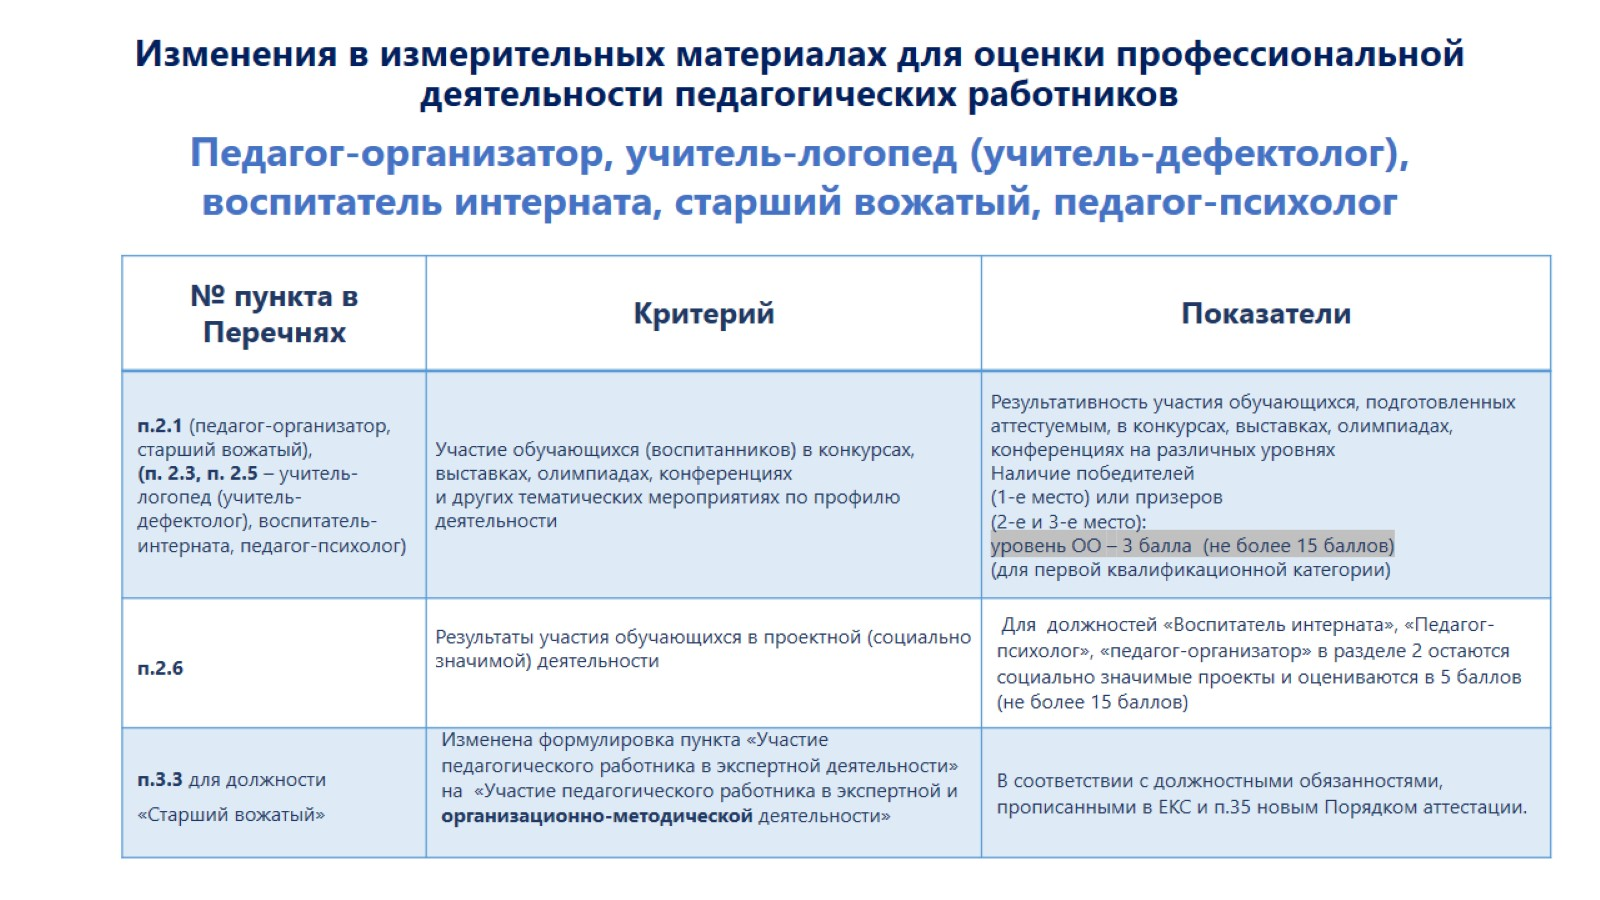 Изменения в измерительных материалах для оценки профессиональной
деятельности педагогических работников
Педагог-организатор, учитель-логопед (учитель-дефектолог),
воспитатель интерната, старший вожатый, педагог-психолог
№ пункта в
Перечнях
Критерий
Показатели
п.2.1 (педагог-организатор,
старший вожатый),
(п. 2.3, п. 2.5 – учитель-
логопед (учитель-
дефектолог), воспитатель-
интерната, педагог-психолог)
Участие обучающихся (воспитанников) в конкурсах,
выставках, олимпиадах, конференциях
и других тематических мероприятиях по профилю
деятельности
Результативность участия обучающихся, подготовленных
аттестуемым, в конкурсах, выставках, олимпиадах,
конференциях на различных уровнях
Наличие победителей
(1-е место) или призеров
(2-е и 3-е место):
уровень ОО – 3 балла  (не более 15 баллов)
(для первой квалификационной категории)
п.2.6
Результаты участия обучающихся в проектной (социально
значимой) деятельности
Для  должностей «Воспитатель интерната», «Педагог-
психолог», «педагог-организатор» в разделе 2 остаются
социально значимые проекты и оцениваются в 5 баллов
(не более 15 баллов)
п.3.3 для должности
«Старший вожатый»
Изменена формулировка пункта «Участие
педагогического работника в экспертной деятельности»
на  «Участие педагогического работника в экспертной и
организационно-методической деятельности»
В соответствии с должностными обязанностями,
прописанными в ЕКС и п.35 новым Порядком аттестации.